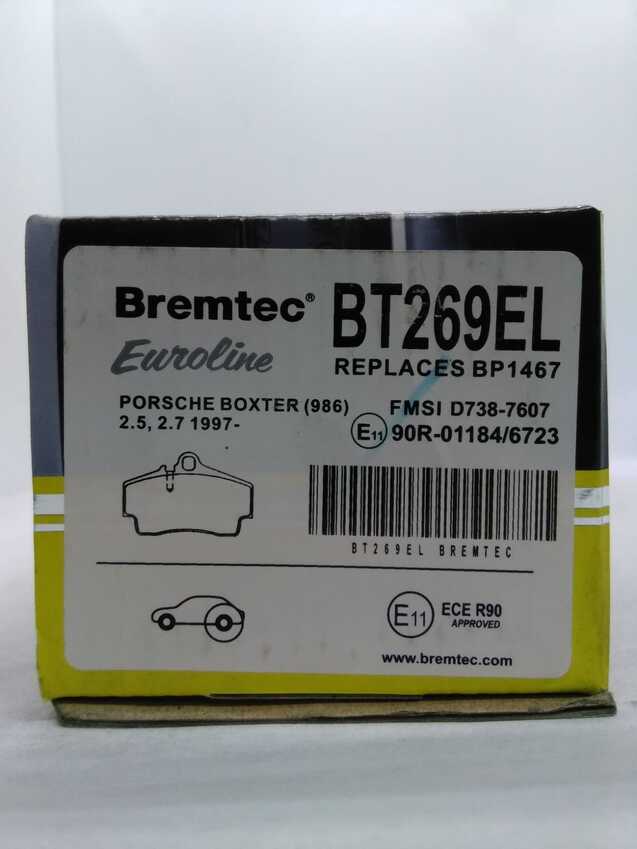 Bremtec®
BT269EL
Euroline
REPLACES BP1467
PORSCHE BOXTER (986)
2.5, 2.7 1997-
FMSI D738-7607
E11 90R-01184/6723
BT269EL BREMTEC
E11 ECE R90
APPROVED
www.bremtec.com